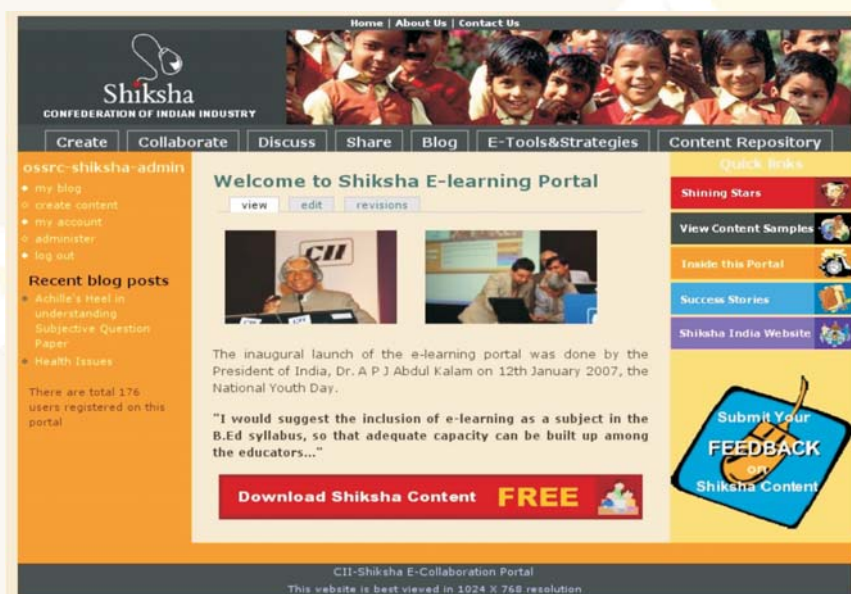 Home | About Us | Contact Us
Shiksha
CONFEDERATION OF INDIAN INDUSTRY
Create
Collaborate
Discuss
Share
Blog
E-Tools&Strategies
Content Repository
ossrc-shiksha-admin
my blog
create content
my account
administer
log out
Recent blog posts
Achille's Heel in
understanding
Subjective Question
Paper
Health Issues
There are total 176
users registered on this
portal
Welcome to Shiksha E-learning Portal
view
edit
revisions
CII
CII
CII
The inaugural launch of the e-learning portal was done by the
President of India, Dr. A P J Abdul Kalam on 12th January 2007, the
National Youth Day.
"I would suggest the inclusion of e-learning as a subject in the
B.Ed syllabus, so that adequate capacity can be built up among
the educators..."
Download Shiksha Content FREE
Quick links
Shining Stars
View Content Samples
Inside this Portal
Success Stories
Shiksha India Website
Submit Your
FEEDBACK
on
Shiksha Content
CII-Shiksha E-Collaboration Portal
This website is best viewed in 1024 X 768 resolution